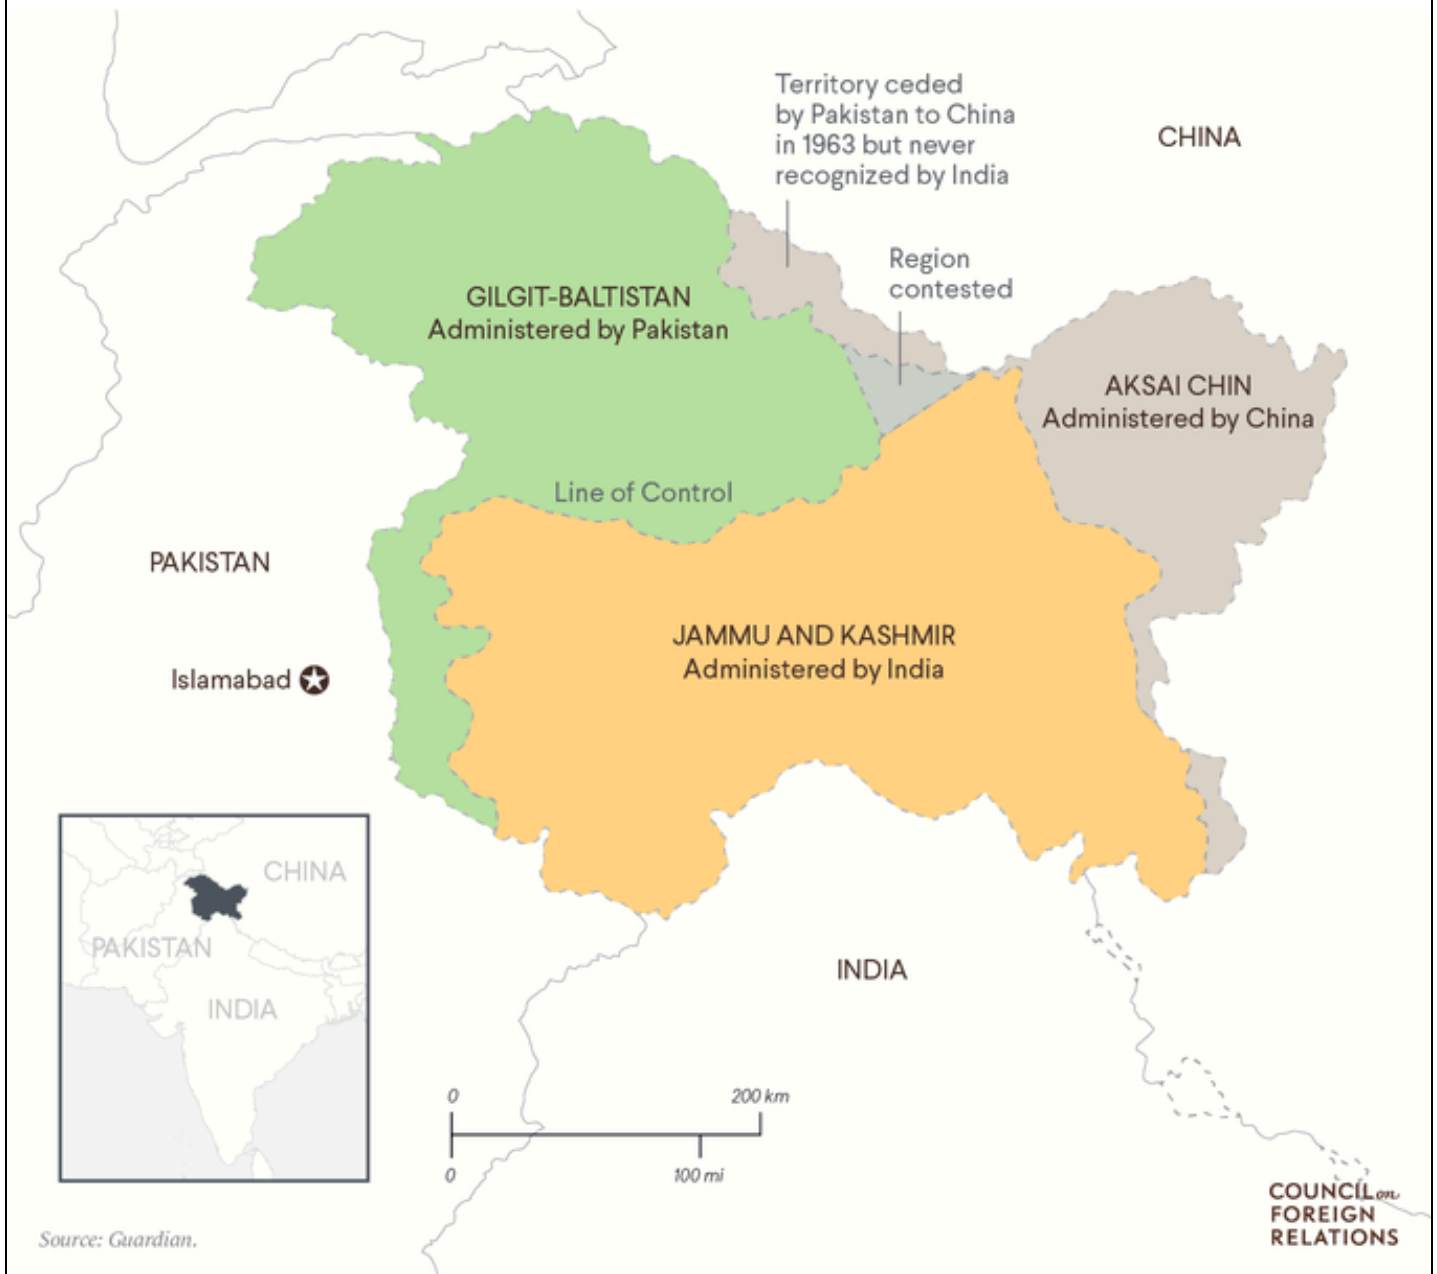 Territory ceded
by Pakistan to China
in 1963 but never
recognized by India
CHINA
Region
contested
GILGIT-BALTISTAN
Administered by Pakistan
AKSAI CHIN
Administered by China
Line of Control
PAKISTAN
JAMMU AND KASHMIR
Administered by India
Islamabad
CHINA
PAKISTAN
INDIA
INDIA
0
200 km
0
100 mi
COUNCIL on
FOREIGN
RELATIONS
Source: Guardian.